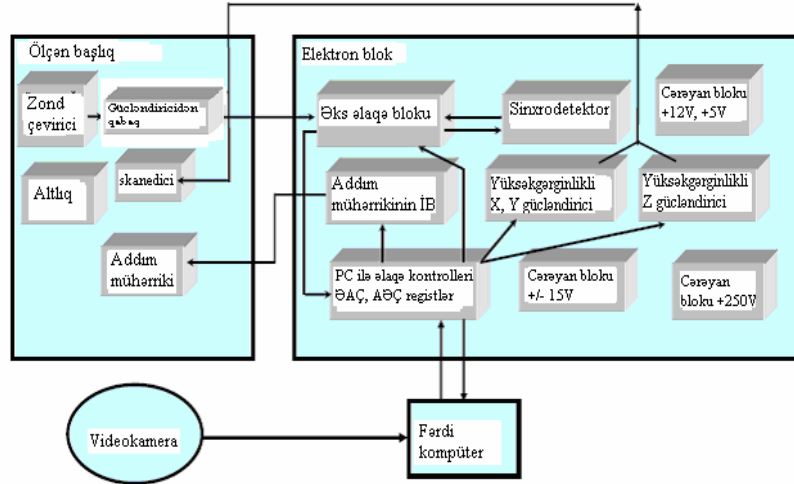 Ölçən başlıq
Zond
çevirici
Gücləndiricidən
qabaq
Altlıq
skanedici
Addım
mühərriki
Elektron blok
Əks əlaqə bloku
Sinxrodetektor
Cərəyan bloku
+12V, +5V
Addım
mühərrikinin İB
Yüksəkgərginlikli
X, Y gücləndirici
Yüksəkgərginlikli
Z gücləndirici
PC ilə əlaqə kontrolleri
ƏAÇ, AƏÇ registlər
Cərəyan bloku
+/- 15V
Cərəyan
bloku +250V
Videokamera
Fərdi
kompüter